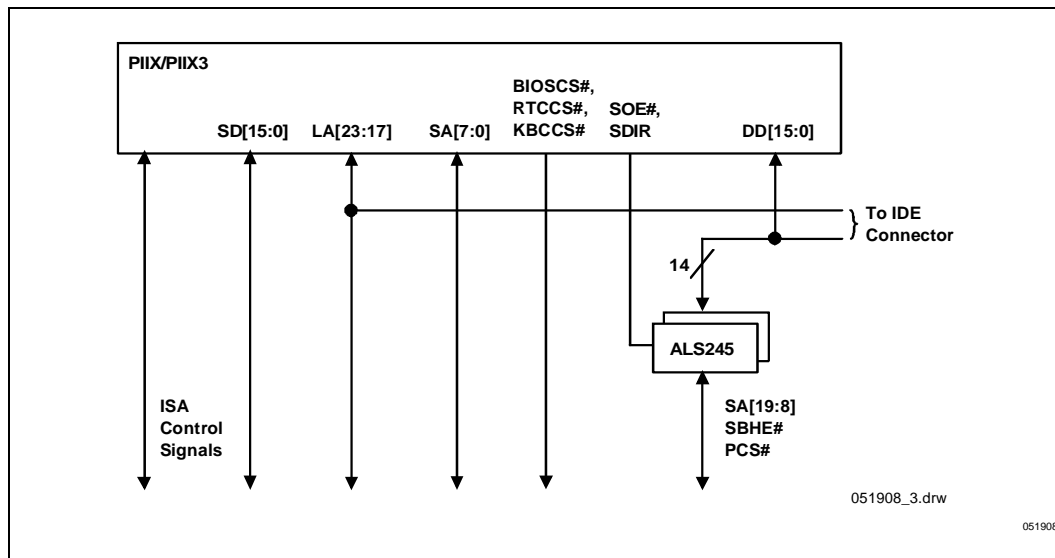 PIIX/PIIX3
BIOSCS#,
RTCCS#,
KBCCS#
SOE#,
SDIR
SD[15:0]
LA[23:17]
SA[7:0]
DD[15:0]
To IDE
Connector
14
ALS245
ISA
Control
Signals
SA[19:8]
SBHE#
PCS#
051908_3.drw
051908